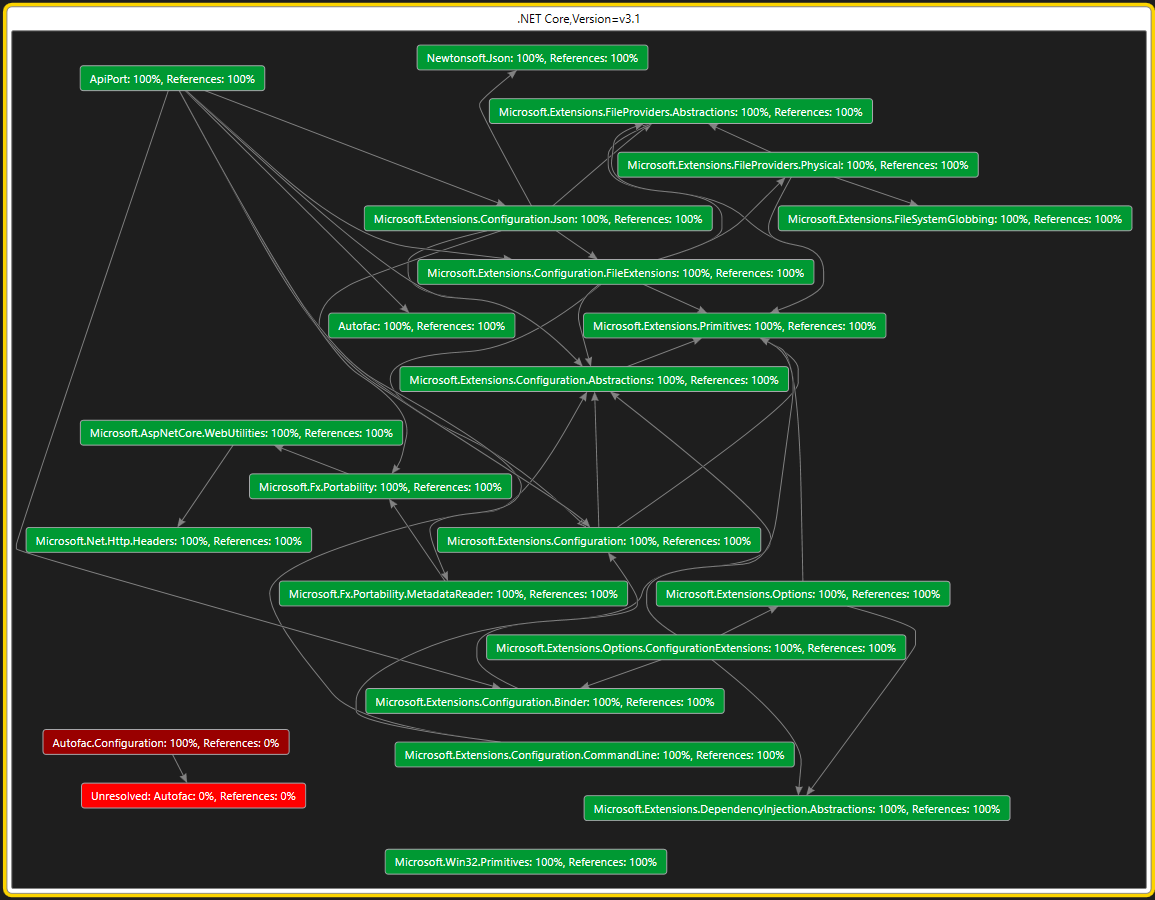 .NET Core,Version=v3.1
NewtonsoftJson: 100%, References: 100%
ApiPort: 100%, References: 100%
Microsoft.Extensions.FileProviders.Abstractions: 100%, References: 100%
Microsoft.Extensions.FileProviders.Physical: 100%, References: 100%
Microsoft.Extensions.Configuration.Json: 100%, References: 100%
Microsoft.Extensions.FileSystemGlobbing: 100%, References: 100%
Microsoft.Extensions.Configuration.FileExtensions: 100%, References: 100%
Autofac: 100%, References: 100%
Microsoft.Extensions.Primitives: 100%, References: 100%
Microsoft.Extensions.Configuration.Abstractions: 100%, References: 100%
Microsoft.AspNetCore.WebUtilities: 100%, References: 100%
Microsoft.Fx.Portability: 100%, References: 100%
Microsoft.Net.Http.Headers: 100%, References: 100%
Microsoft.Extensions.Configuration: 100%, References: 100%
Microsoft.Fx.Portability.MetadataReader: 100%, References: 100%
Microsoft.Extensions.Options: 100%, References: 100%
Microsoft.Extensions.Options.ConfigurationExtensions: 100%, References: 100%
Microsoft.Extensions.Configuration.Binder: 100%, References: 100%
Autofac.Configuration: 100%, References: 0%
Microsoft.Extensions.Configuration.CommandLine: 100%, References: 100%
Unresolved: Autofac: 0%, References: 0%
Microsoft.Extensions.DependencyInjection.Abstractions: 100%, References: 100%
Microsoft.Win32.Primitives: 100%, References: 100%